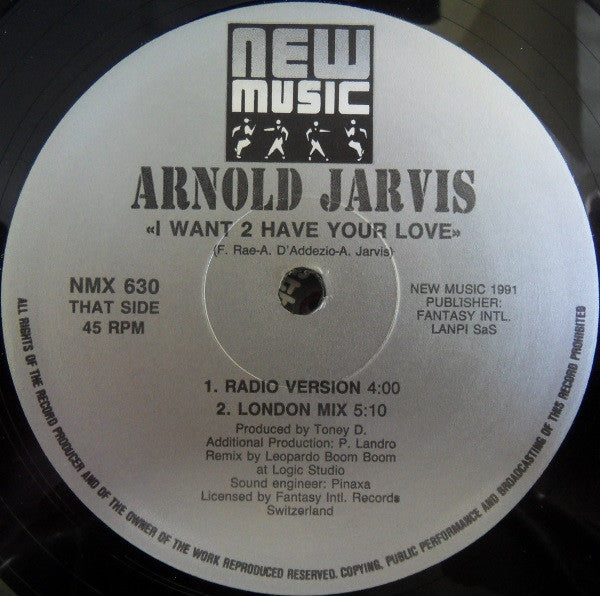 NEW
MUSIC
ARNOLD JARVIS
«I WANT 2 HAVE YOUR LOVE»
(F. Rae-A. D'Addezio-A. Jarvis)
NMX 630
THAT SIDE
45 RPM
NEW MUSIC 1991
PUBLISHER:
FANTASY INTL.
LANPI SaS
1. RADIO VERSION 4:00
2. LONDON MIX 5:10
Produced by Toney D.
Additional Production: P. Landro
Remix by Leopardo Boom Boom
at Logic Studio
Sound engineer: Pinaxa
Licensed by Fantasy Intl. Records
Switzerland
ALL RIGHTS OF THE RECORD PRODUCER AND OF THE OWNER OF THE WORK REPRODUCED RESERVED. COPYING, PUBLIC PERFORMANCE AND BROADCASTING OF THIS RECORD PROHIBITED